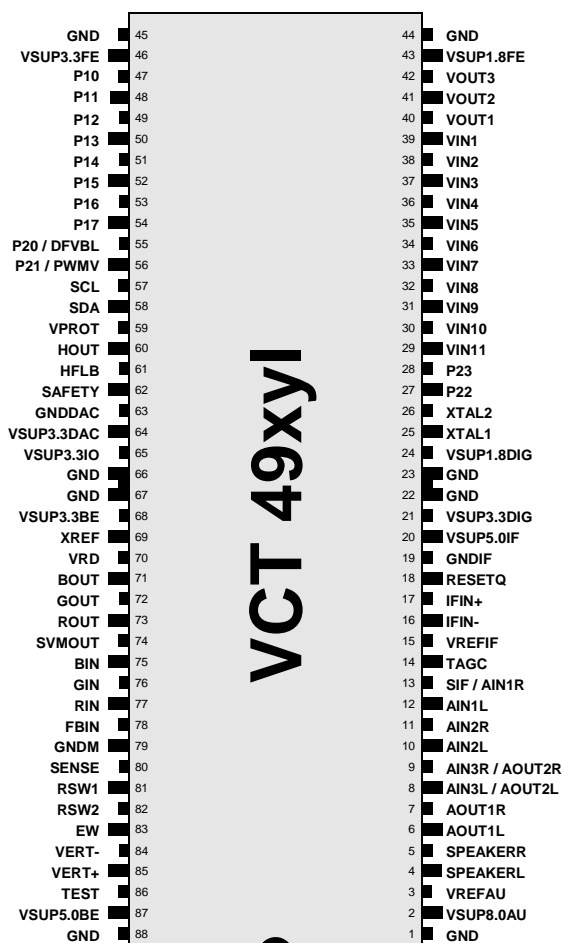 GND 45 44 GND
VSUP3.3FE 46 43 VSUP1.8FE
P10 47 42 VOUT3
P11 48 41 VOUT2
P12 49 40 VOUT1
P13 50 39 VIN1
P14 51 38 VIN2
P15 52 37 VIN3
P16 53 36 VIN4
P17 54 35 VIN5
P20 / DFVBL 55 34 VIN6
P21 / PWMV 56 33 VIN7
SCL 57 32 VIN8
SDA 58 31 VIN9
VPROT 59 30 VIN10
HOUT 60 29 VIN11
HFLB 61 28 P23
SAFETY 62 27 P22
GNDDAC 63 26 XTAL2
VSUP3.3DAC 64 25 XTAL1
VSUP3.3IO 65 24 VSUP1.8DIG
GND 66 23 GND
GND 67 22 GND
VSUP3.3BE 68 21 VSUP3.3DIG
XREF 69 20 VSUP5.0IF
VRD 70 19 GNDIF
BOUT 71 18 RESETQ
GOUT 72 17 IFIN+
ROUT 73 16 IFIN-
SVMOUT 74 15 VREFIF
BIN 75 14 TAGC
GIN 76 13 SIF / AIN1R
RIN 77 12 AIN1L
FBIN 78 11 AIN2R
GNDM 79 10 AIN2L
SENSE 80 9 AIN3R / AOUT2R
RSW1 81 8 AIN3L / AOUT2L
RSW2 82 7 AOUT1R
EW 83 6 AOUT1L
VERT- 84 5 SPEAKERR
VERT+ 85 4 SPEAKERL
TEST 86 3 VREFAU
VSUP5.0BE 87 2 VSUP8.0AU
GND 88 1 GND
VCT 49xyI